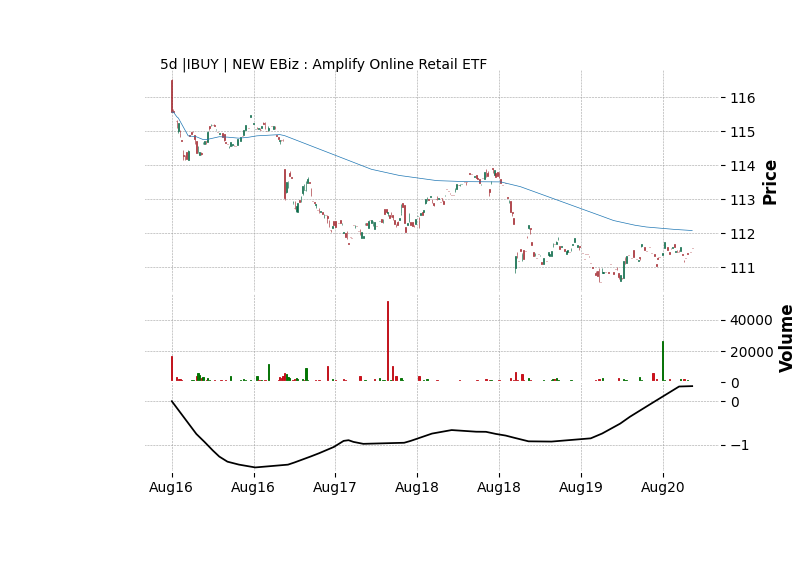 5d |IBUY | NEW EBiz : Amplify Online Retail ETF
116
115
114
113
112
111
Price
40000
20000
0
Volume
0
−1
Aug16 Aug16 Aug17 Aug18 Aug18 Aug19 Aug20